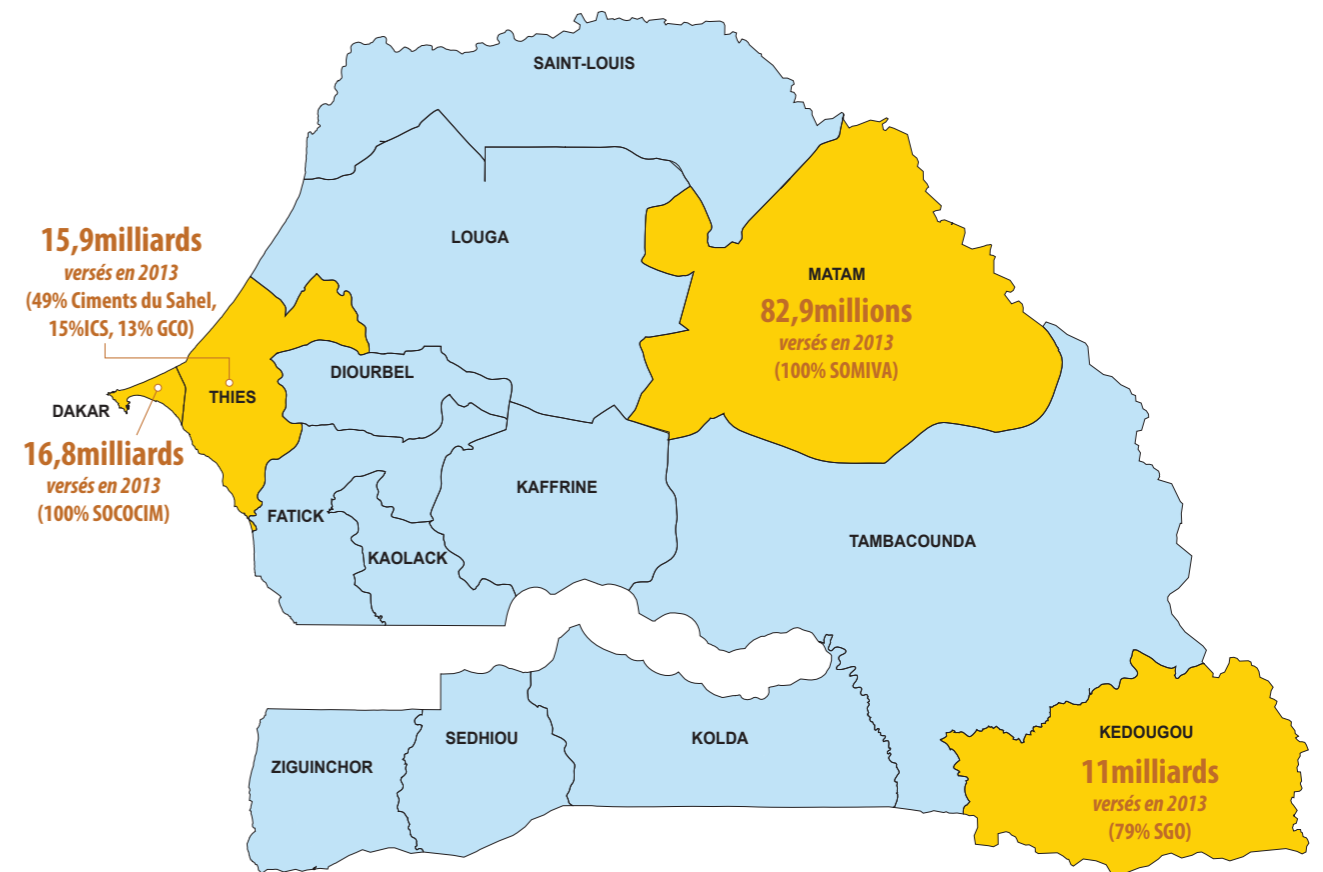 SAINT-LOUIS
15,9milliards
versés en 2013
(49% Ciments du Sahel,
15%ICS, 13% GCO)
LOUGA
MATAM
82,9millions
versés en 2013
(100% SOMIVA)
DIOURBEL
THIES
DAKAR
16,8milliards
versés en 2013
(100% SOCOCIM)
KAFFRINE
FATICK
KAOLACK
TAMBACOUNDA
KEDOUGOU
11milliards
versés en 2013
(79% SGO)
SEDHIOU
KOLDA
ZIGUINCHOR